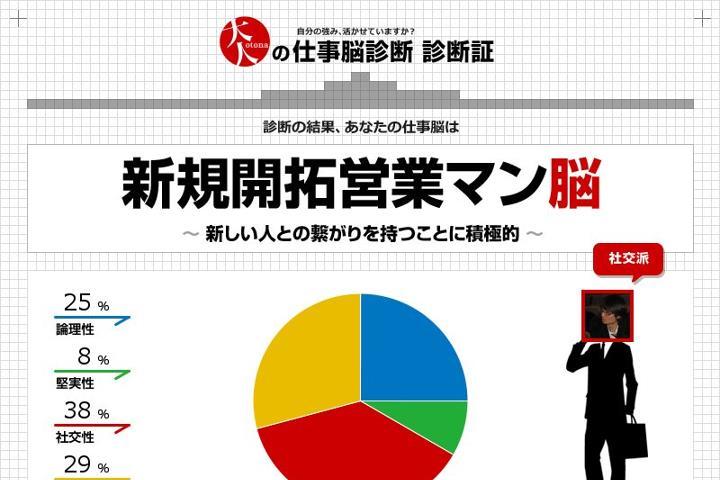 自分の強み、活かせていますか？
大人 otona の仕事脳診断 診断証
診断の結果、あなたの仕事脳は
新規開拓営業マン脳
～ 新しい人との繋がりを持つことに積極的 ～
社交派
25 %
論理性
8 %
堅実性
38 %
社交性
29 %